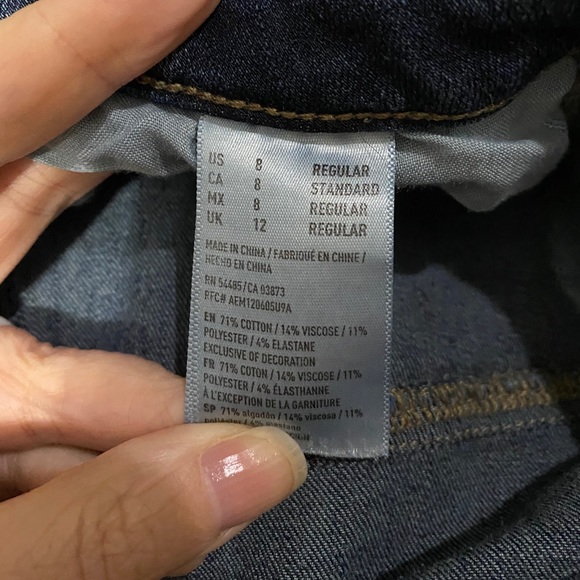 US 8 REGULAR
CA 8 STANDARD
MX 8 REGULAR
UK 12 REGULAR
MADE IN CHINA / FABRIQUÉ EN CHINE /
HECHO EN CHINA
RN 54485/CA 03873
RFC# AEM120605U9A
EN 71% COTTON / 14% VISCOSE / 11%
POLYESTER / 4% ELASTANE
EXCLUSIVE OF DECORATION
FR 71% COTON / 14% VISCOSE / 11%
POLYESTER / 4% ÉLASTHANNE
À L'EXCEPTION DE LA GARNITURE
SP 71% algodón / 14% viscosa / 11%